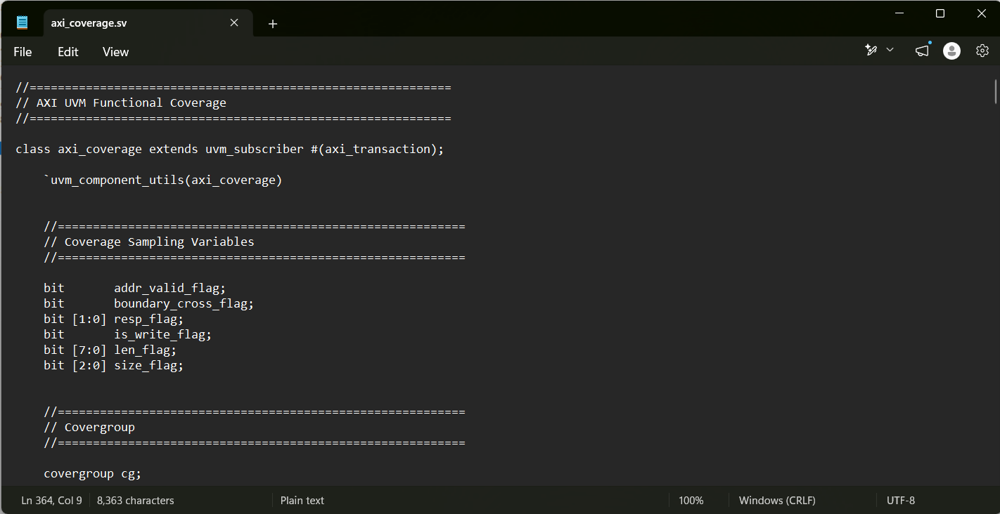 axi_coverage.sv
File Edit View
//============================================================
// AXI UVM Functional Coverage
//============================================================
class axi_coverage extends uvm_subscriber #(axi_transaction);
`uvm_component_utils(axi_coverage)
//==========================================================
// Coverage Sampling Variables
//==========================================================
bit       addr_valid_flag;
bit       boundary_cross_flag;
bit [1:0] resp_flag;
bit       is_write_flag;
bit [7:0] len_flag;
bit [2:0] size_flag;
//==========================================================
// Covergroup
//==========================================================
covergroup cg;
Ln 364, Col 9 8,363 characters Plain text 100% Windows (CRLF) UTF-8